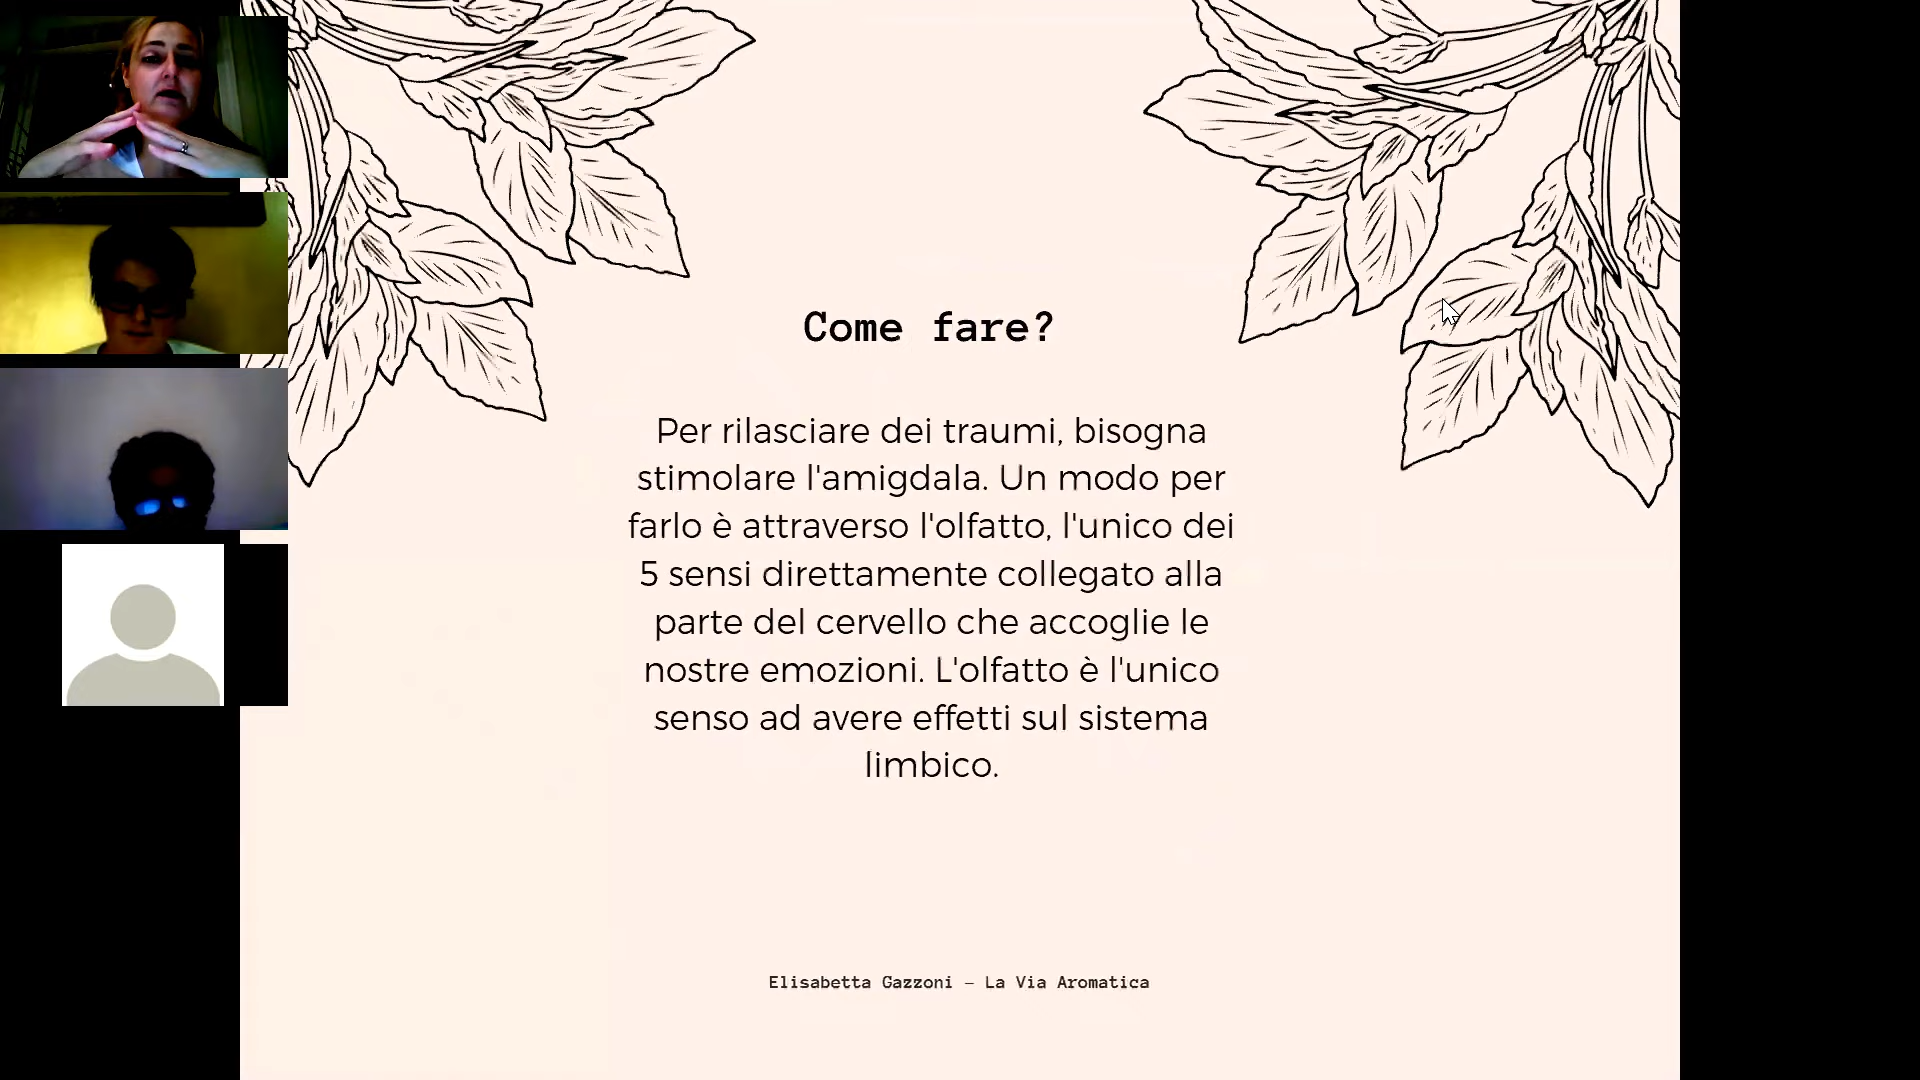 Come fare?
Per rilasciare dei traumi, bisogna
stimolare l'amigdala. Un modo per
farlo è attraverso l'olfatto, l'unico dei
5 sensi direttamente collegato alla
parte del cervello che accoglie le
nostre emozioni. L'olfatto è l'unico
senso ad avere effetti sul sistema
limbico.
Elisabetta Gazzoni – La Via Aromatica